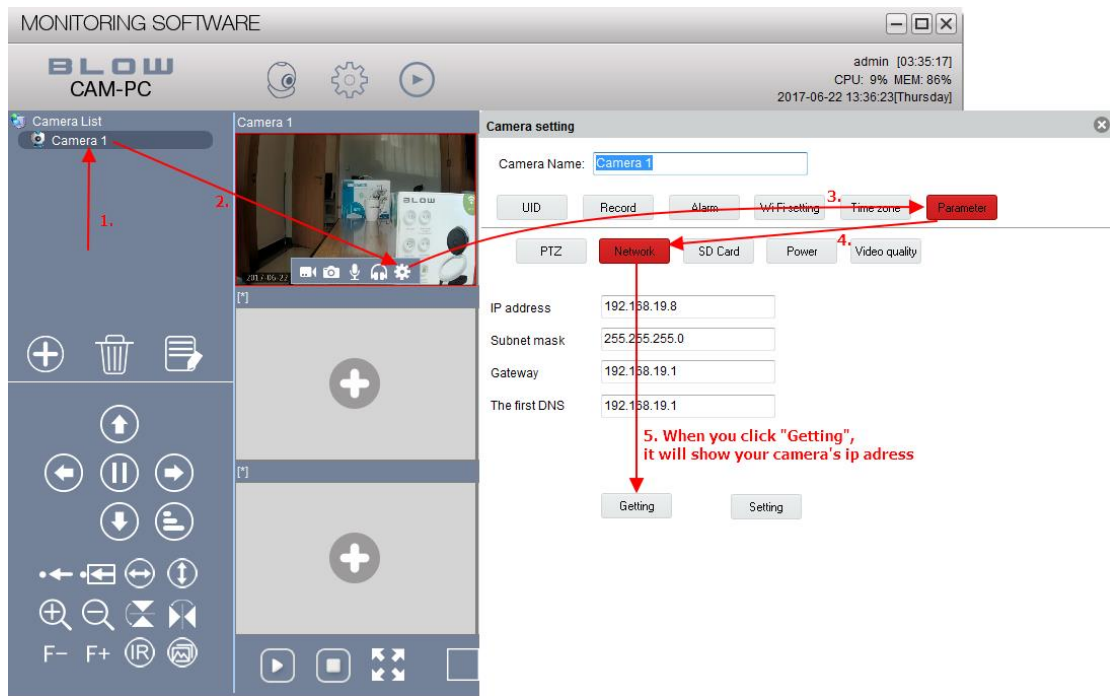 MONITORING SOFTWARE
BLOW
CAM-PC
admin [03:35:17]
CPU: 9% MEM: 86%
2017-06-22 13:36:23[Thursday]
Camera List
Camera 1
1.
2.
Camera 1
BLOW
2017-06-22
[*]
[*]
Camera setting
Camera Name: Camera 1
UID Record Alarm Wi Fi setting 3. Time zone Parameter
PTZ Network SD Card Power 4. Video quality
IP address 192.168.19.8
Subnet mask 255.255.255.0
Gateway 192.168.19.1
The first DNS 192.168.19.1
5. When you click "Getting",
it will show your camera's ip adress
Getting Setting
F- F+ IR